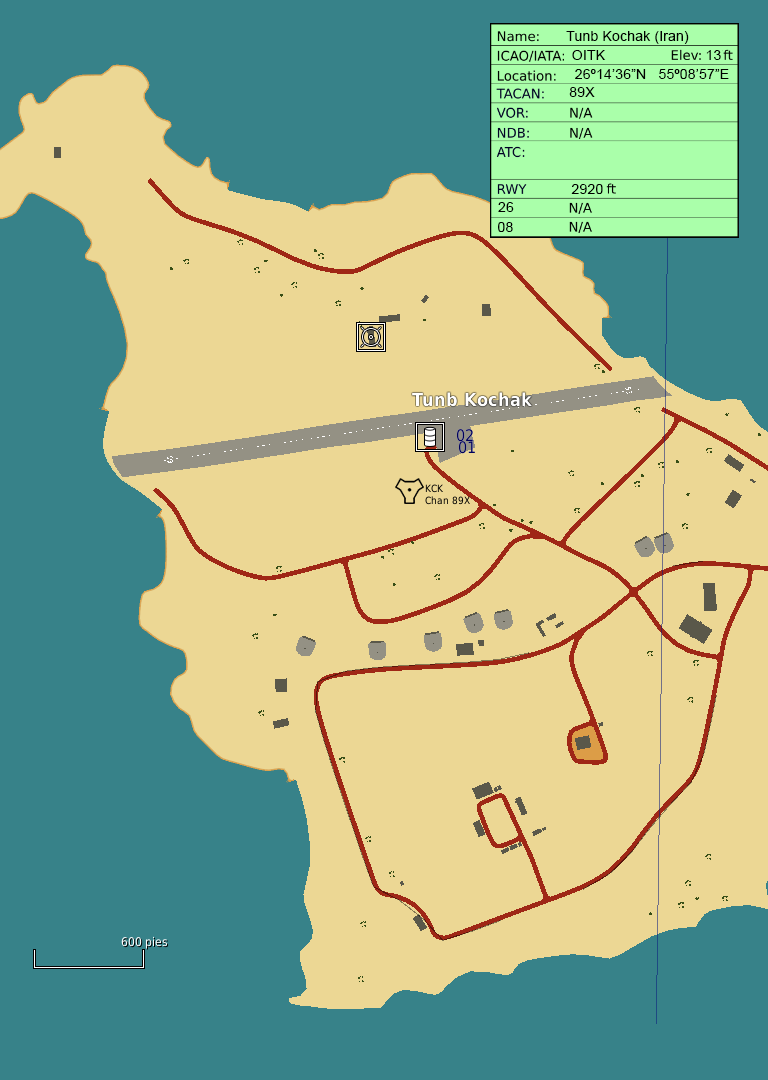 Name: Tunb Kochak (Iran)
ICAO/IATA: OITK Elev: 13 ft
Location: 26º14'36"N 55º08'57"E
TACAN: 89X
VOR: N/A
NDB: N/A
ATC:
RWY 2920 ft
26 N/A
08 N/A
Tunb Kochak
02
01
KCK
Chan 89X
600 pies